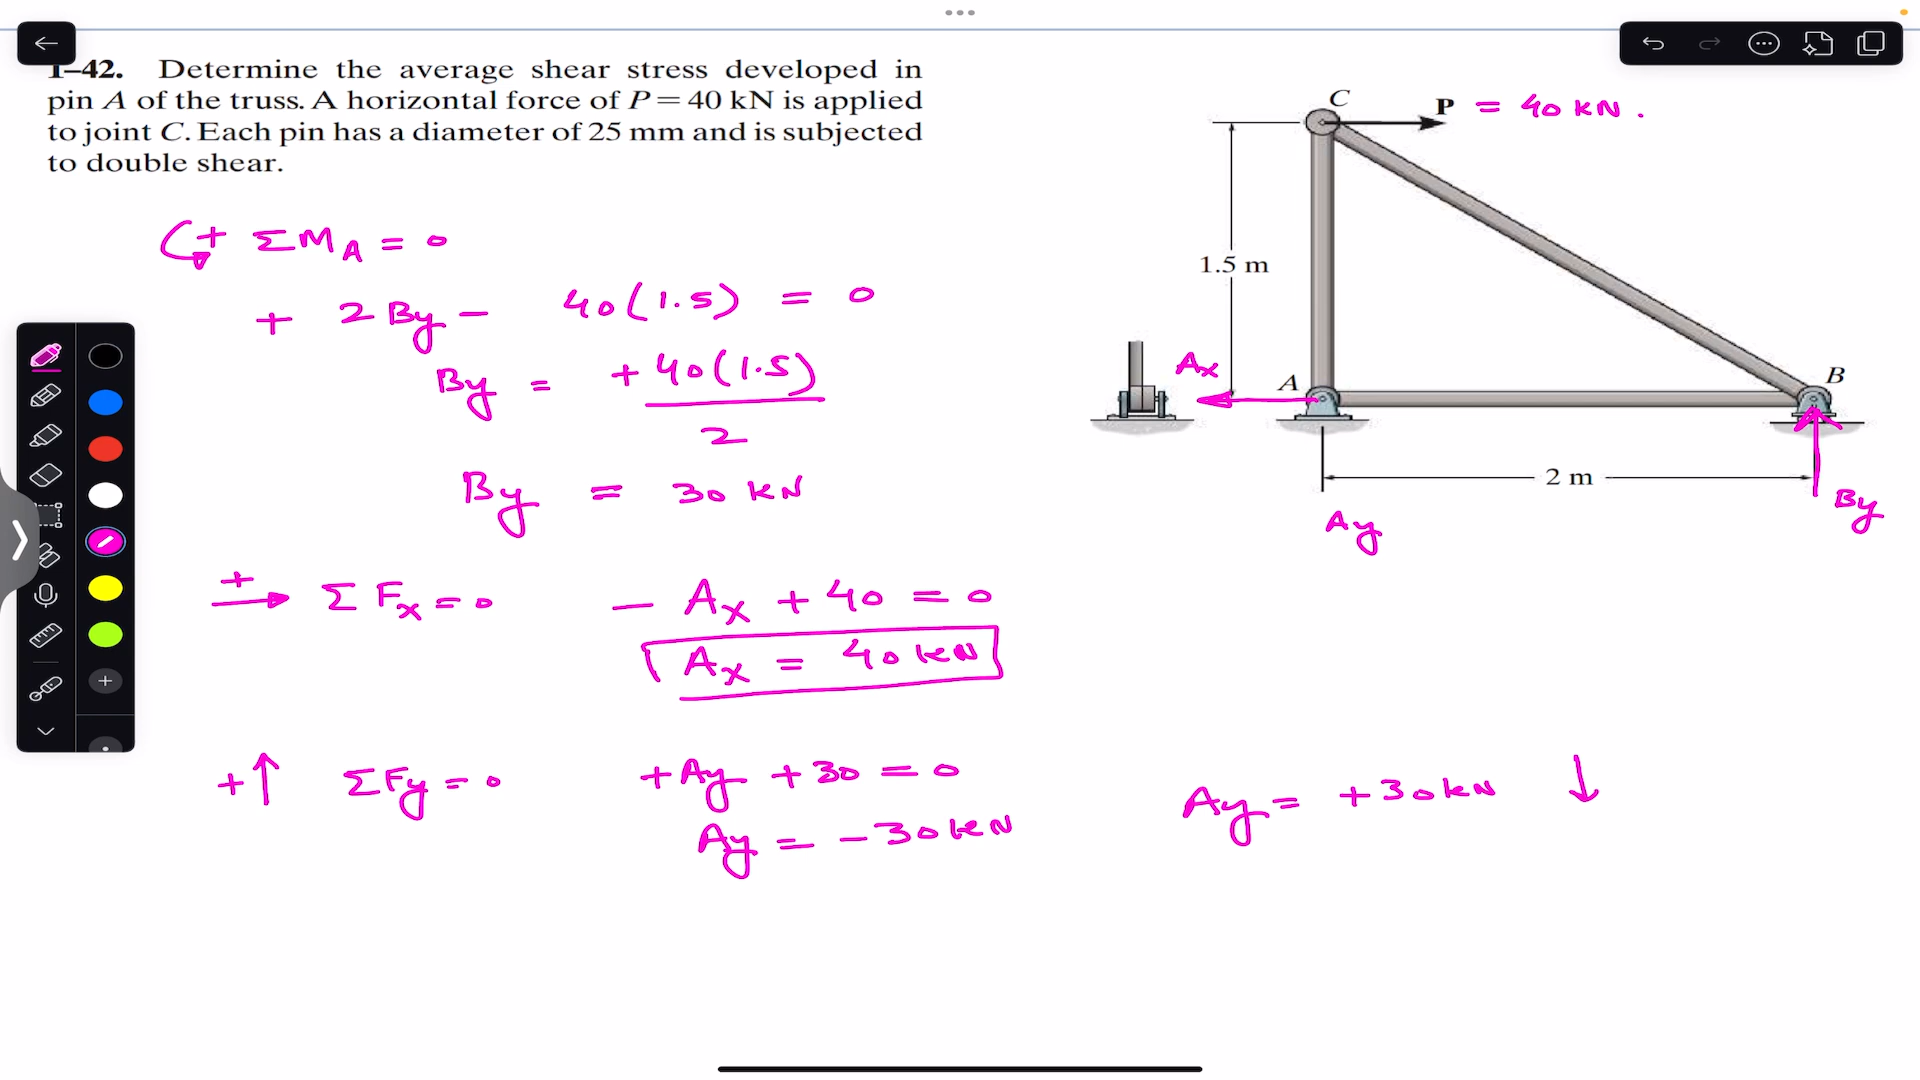 1–42. Determine the average shear stress developed in
pin A of the truss. A horizontal force of P = 40 kN is applied
to joint C. Each pin has a diameter of 25 mm and is subjected
to double shear.
+ ΣM_A = 0
+ 2By − 40(1.5) = 0
By = +40(1.5)
2
By = 30 kN
+ ΣFx = 0 − Ax + 40 = 0
Ax = 40 kN
+↑ ΣFy = 0 +Ay + 30 = 0 Ay = +30 kN ↓
Ay = −30 kN
C
P = 40 kN.
1.5 m
Ax
A
B
2 m
By
Ay